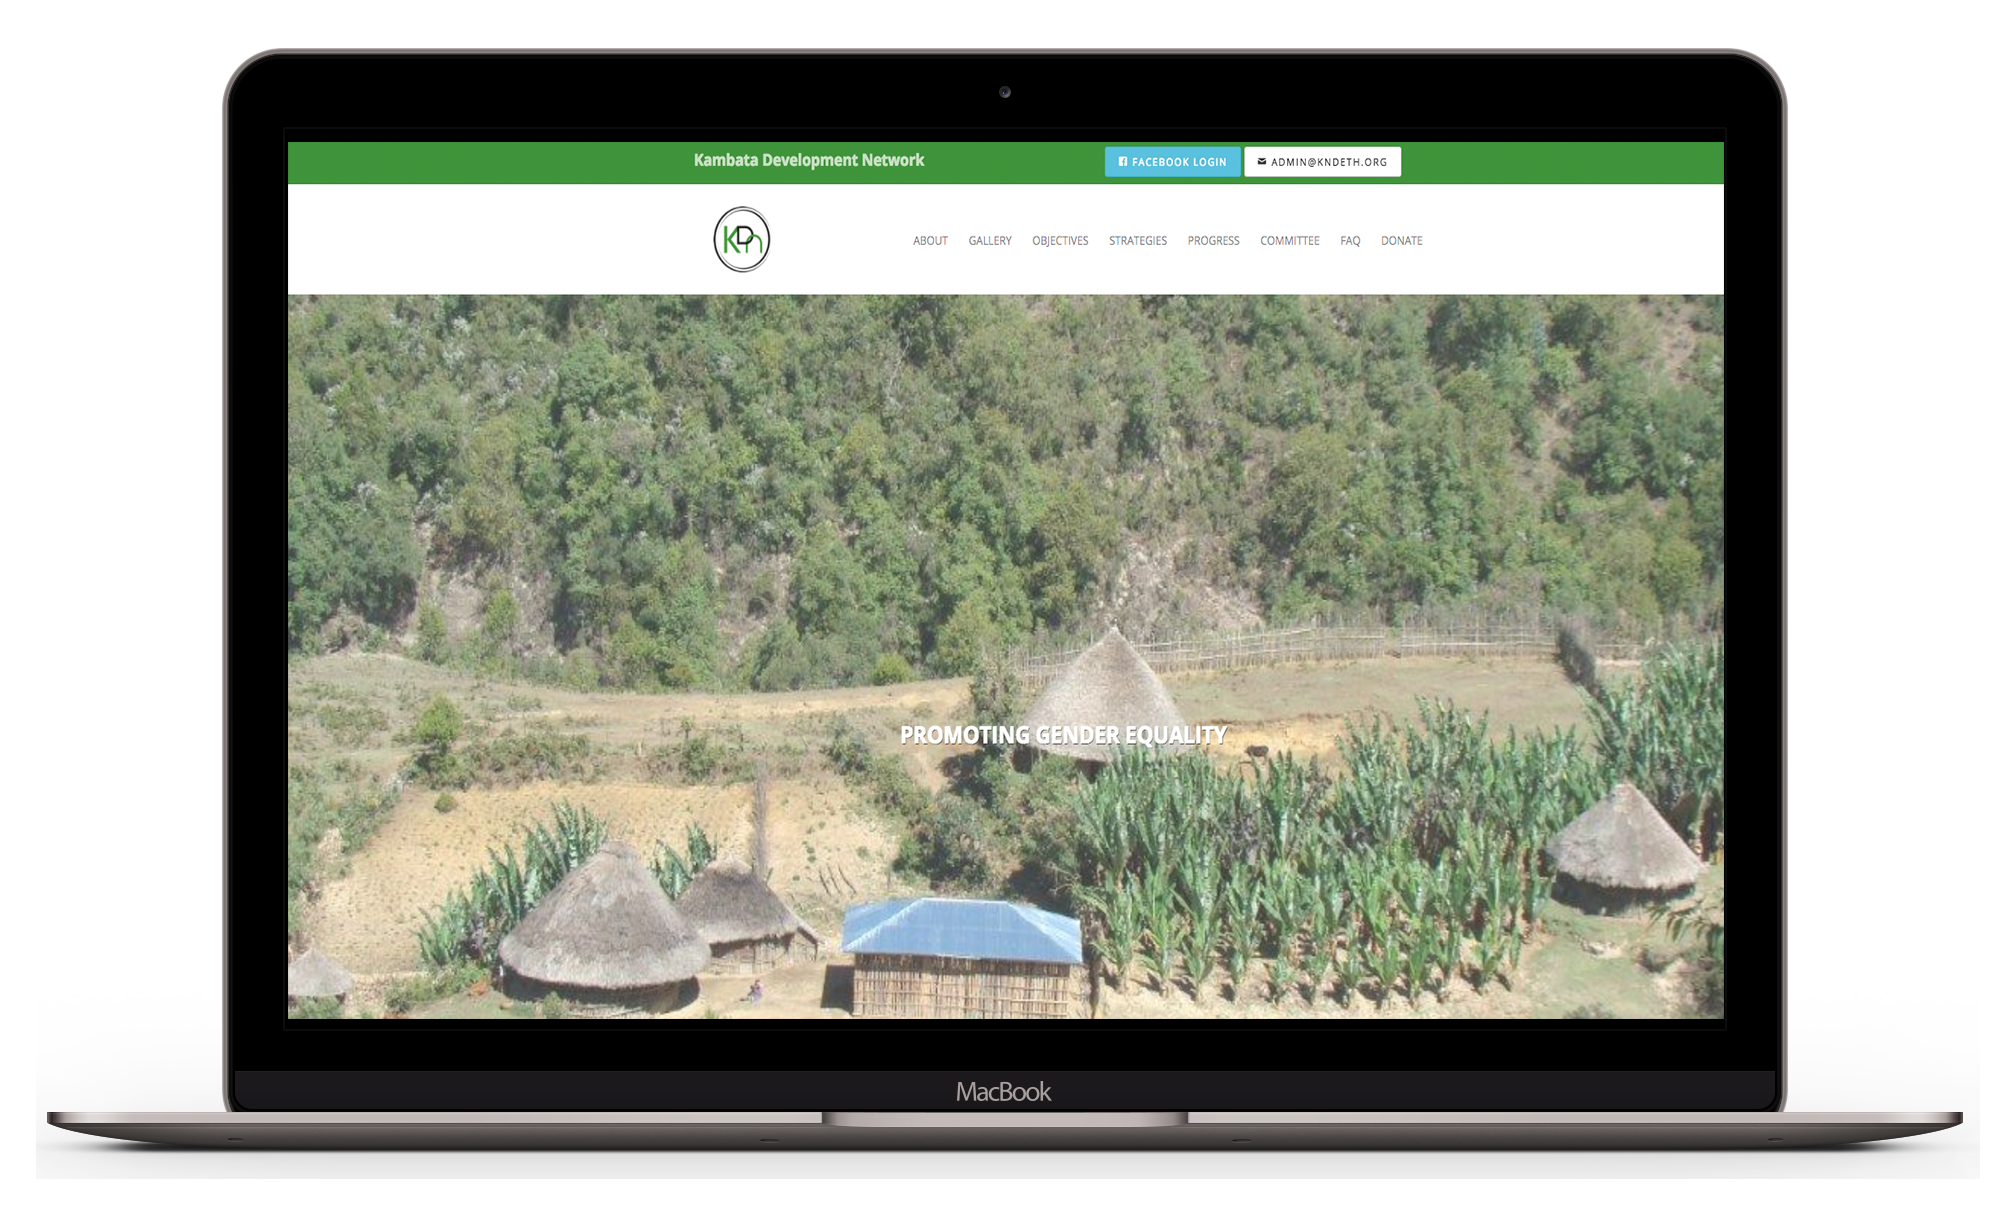 Kambata Development Network
FACEBOOK LOGIN
ADMIN@KNDETH.ORG
KDn
ABOUT GALLERY OBJECTIVES STRATEGIES PROGRESS COMMITTEE FAQ DONATE
PROMOTING GENDER EQUALITY
MacBook